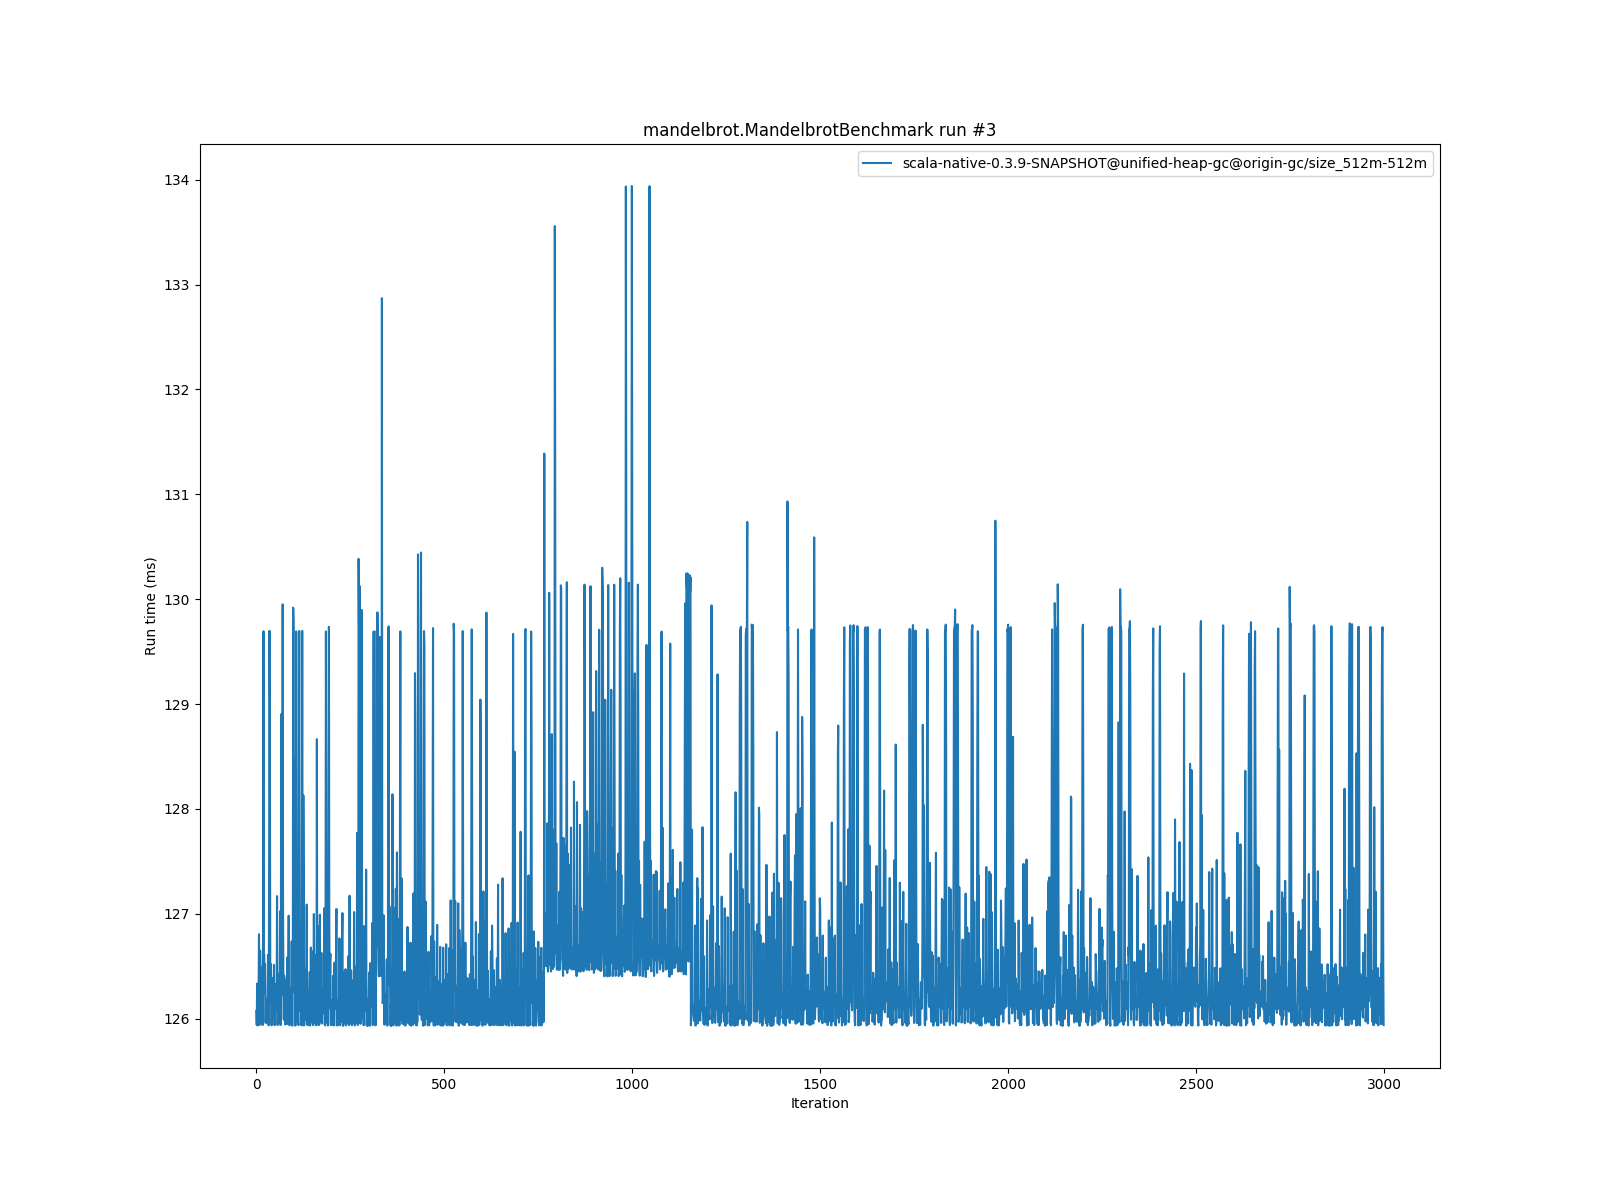 mandelbrot.MandelbrotBenchmark run #3
scala-native-0.3.9-SNAPSHOT@unified-heap-gc@origin-gc/size_512m-512m
134
133
132
131
130
129
128
127
126
Run time (ms)
0 500 1000 1500 2000 2500 3000
Iteration